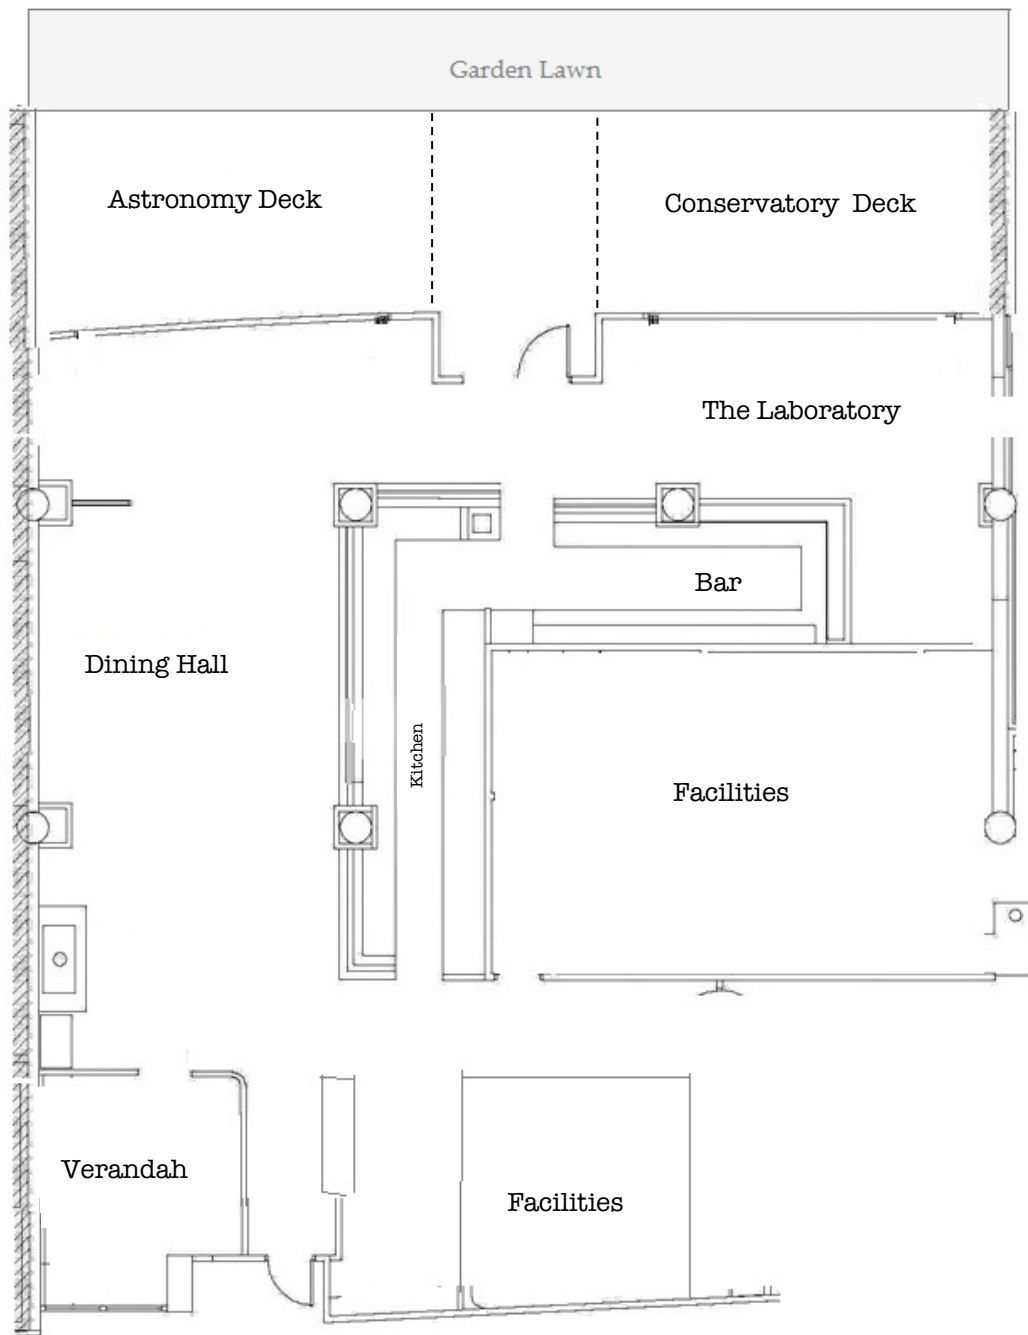 Garden Lawn
Astronomy Deck
Conservatory Deck
The Laboratory
Bar
Dining Hall
Kitchen
Facilities
Verandah
Facilities